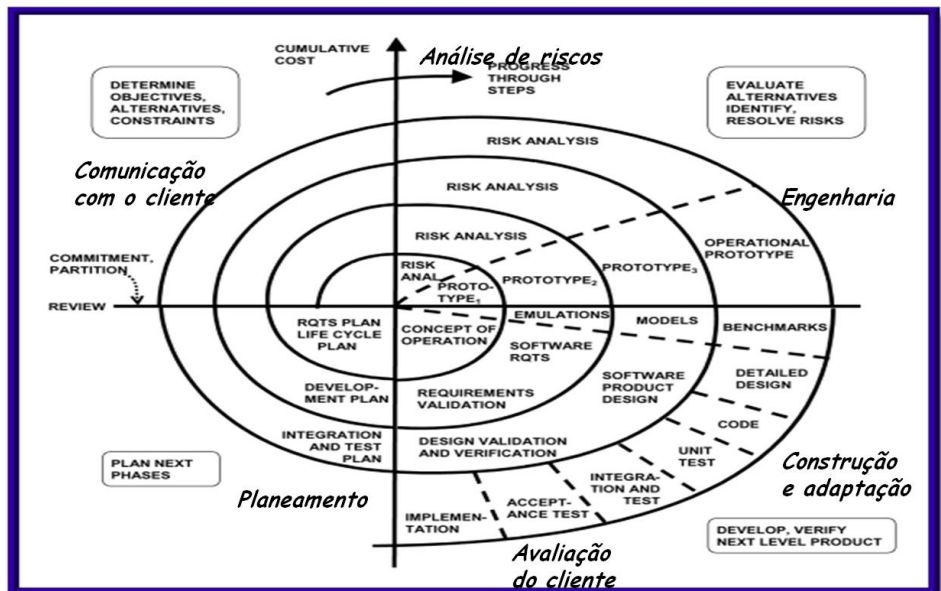 CUMULATIVE
COST
Análise de riscos
PROGRESS
THROUGH
STEPS
DETERMINE
OBJECTIVES,
ALTERNATIVES,
CONSTRAINTS
EVALUATE
ALTERNATIVES
IDENTIFY,
RESOLVE RISKS
RISK ANALYSIS
Comunicação
com o cliente
RISK ANALYSIS
Engenharia
RISK ANALYSIS
OPERATIONAL
PROTOTYPE
COMMITMENT,
PARTITION
RISK
ANAL.
PROTO-
TYPE1
PROTOTYPE2
PROTOTYPE3
REVIEW
EMULATIONS
MODELS
BENCHMARKS
RQTS PLAN
LIFE CYCLE
PLAN
CONCEPT OF
OPERATION
SOFTWARE
RQTS
SOFTWARE
PRODUCT
DESIGN
DETAILED
DESIGN
DEVELOP-
MENT PLAN
REQUIREMENTS
VALIDATION
CODE
INTEGRATION
AND TEST
PLAN
DESIGN VALIDATION
AND VERIFICATION
UNIT
TEST
PLAN NEXT
PHASES
Planeamento
INTEGRA-
TION AND
TEST
Construção
e adaptação
ACCEPT-
ANCE TEST
IMPLEMEN-
TATION
DEVELOP, VERIFY
NEXT LEVEL PRODUCT
Avaliação
do cliente